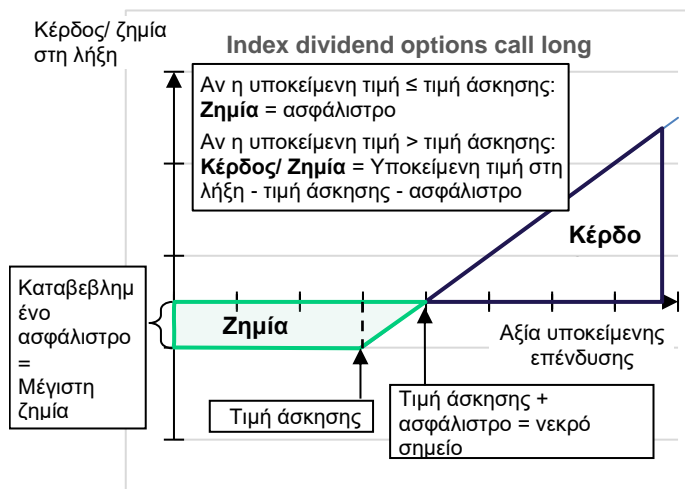 Κέρδος/ ζημία
στη λήξη
Index dividend options call long
Αν η υποκείμενη τιμή ≤ τιμή άσκησης:
Ζημία = ασφάλιστρο
Αν η υποκείμενη τιμή > τιμή άσκησης:
Κέρδος/ Ζημία = Υποκείμενη τιμή στη
λήξη - τιμή άσκησης - ασφάλιστρο
Κέρδο
Καταβεβλημ
ένο
ασφάλιστρο
=
Μέγιστη
ζημία
Ζημία
Αξία υποκείμενης
επένδυσης
Τιμή άσκησης
Τιμή άσκησης +
ασφάλιστρο = νεκρό
σημείο